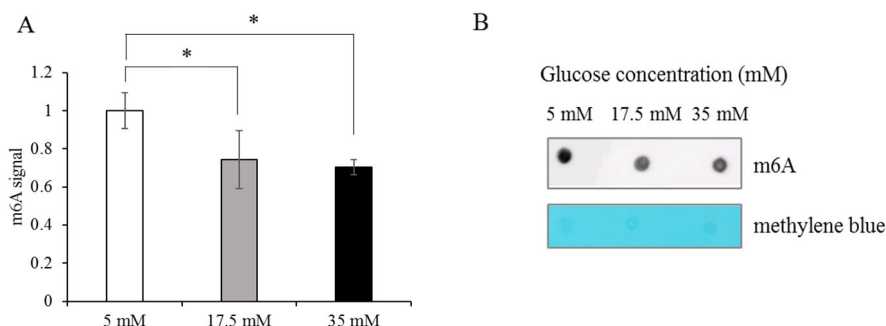 A
*
*
1.2
1
0.8
0.6
0.4
0.2
0
m6A signal
5 mM
17.5 mM
35 mM
B
Glucose concentration (mM)
5 mM 17.5 mM 35 mM
m6A
methylene blue